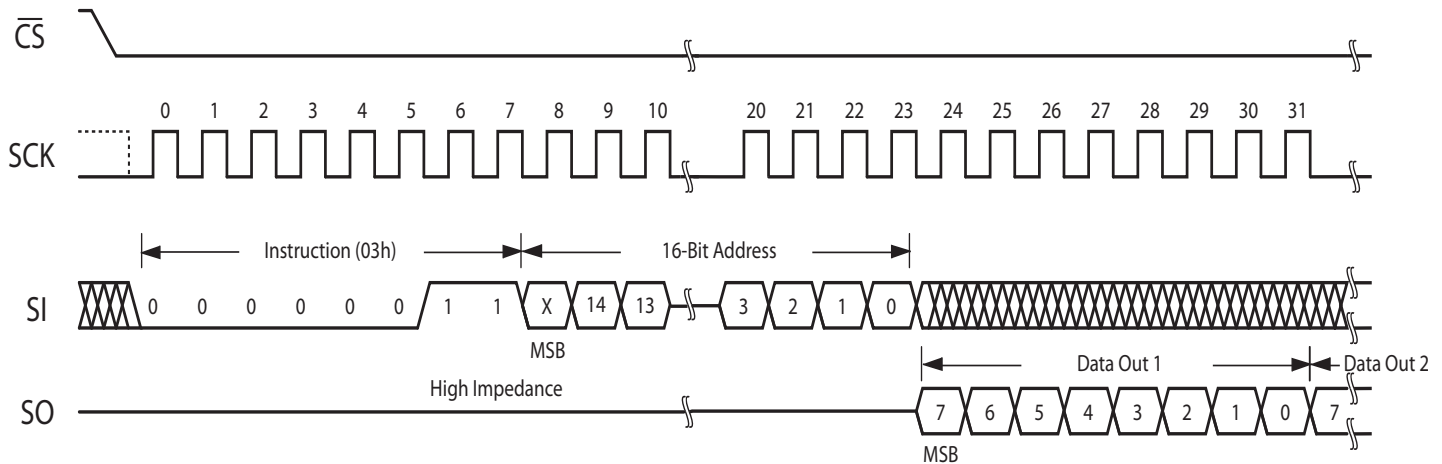 CS
0 1 2 3 4 5 6 7 8 9 10 20 21 22 23 24 25 26 27 28 29 30 31
SCK
Instruction (03h) 16-Bit Address
SI 0 0 0 0 0 0 1 1 X 14 13 3 2 1 0
MSB
Data Out 1 Data Out 2
High Impedance
SO 7 6 5 4 3 2 1 0 7
MSB